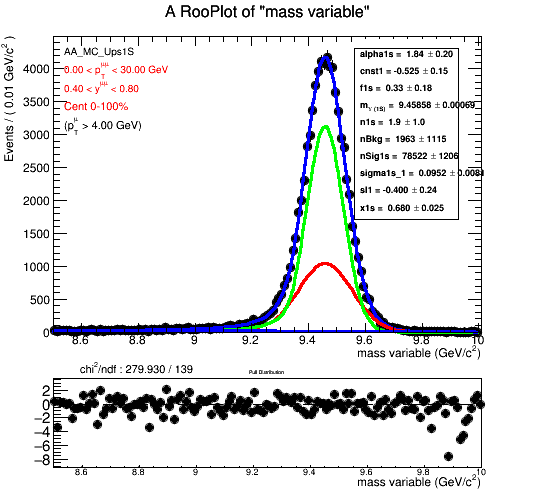 A RooPlot of "mass variable"
Events / ( 0.01 GeV/c² )
4000
3500
3000
2500
2000
1500
1000
500
0
AA_MC_Ups1S
0.00 < p_T^μμ < 30.00 GeV
0.40 < y^μμ < 0.80
Cent 0-100%
(p_T^μ > 4.00 GeV)
alpha1s = 1.84 ± 0.20
cnst1 = -0.525 ± 0.15
f1s = 0.33 ± 0.18
m_Υ(1S) = 9.45858 ± 0.00069
n1s = 1.9 ± 1.0
nBkg = 1963 ± 1115
nSig1s = 78522 ± 1206
sigma1s_1 = 0.0952 ± 0.0081
sl1 = -0.400 ± 0.24
x1s = 0.680 ± 0.025
8.6 8.8 9 9.2 9.4 9.6 9.8 10
mass variable (GeV/c²)
chi²/ndf : 279.930 / 139
Pull Distribution
2
0
−2
−4
−6
−8
8.6 8.8 9 9.2 9.4 9.6 9.8 10
mass variable (GeV/c²)